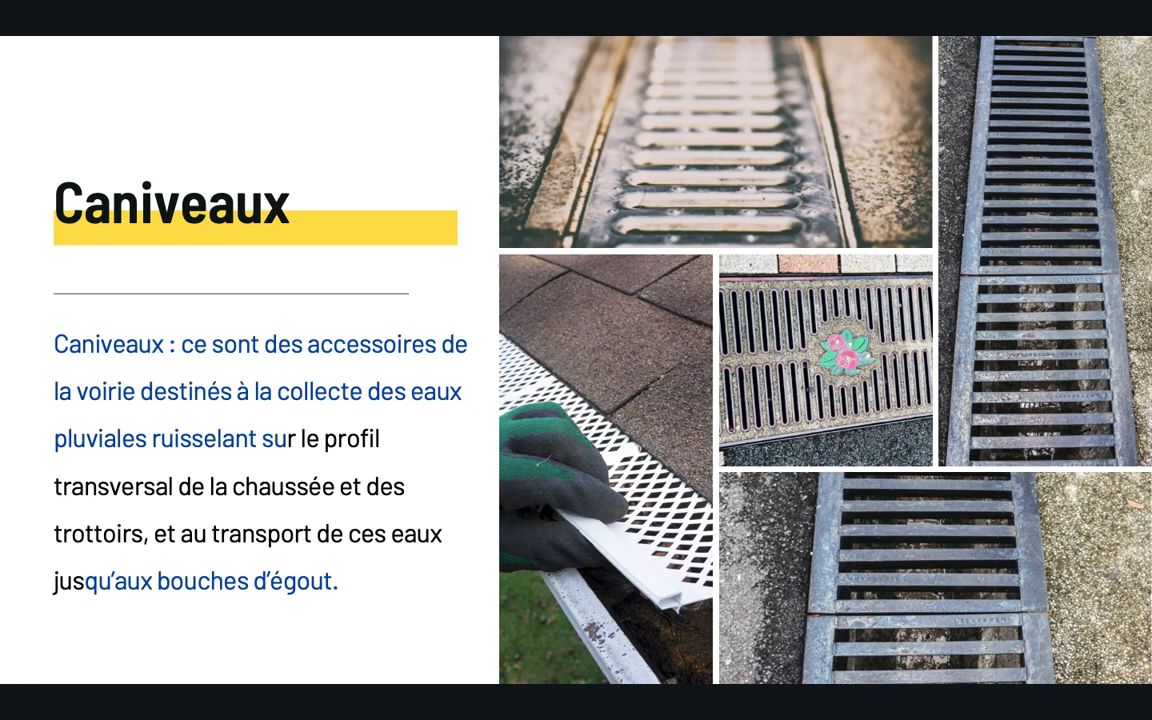 Caniveaux
Caniveaux : ce sont des accessoires de
la voirie destinés à la collecte des eaux
pluviales ruisselant sur le profil
transversal de la chaussée et des
trottoirs, et au transport de ces eaux
jusqu’aux bouches d’égout.